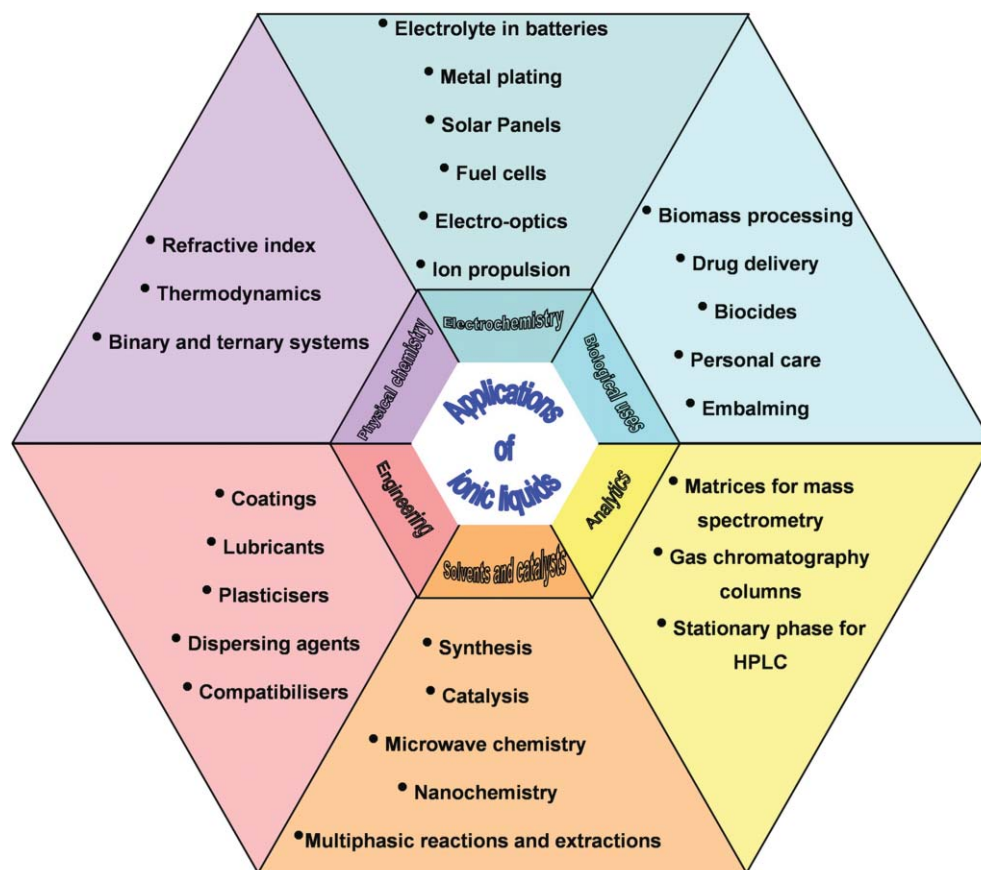 • Electrolyte in batteries
• Metal plating
• Solar Panels
• Fuel cells
• Electro-optics
• Ion propulsion
Electrochemistry
• Biomass processing
• Drug delivery
• Biocides
• Personal care
• Embalming
Biological uses
• Matrices for mass
spectrometry
• Gas chromatography
columns
• Stationary phase for
HPLC
Analytics
• Synthesis
• Catalysis
• Microwave chemistry
• Nanochemistry
• Multiphasic reactions and extractions
Solvents and catalysts
• Coatings
• Lubricants
• Plasticisers
• Dispersing agents
• Compatibilisers
Engineering
• Refractive index
• Thermodynamics
• Binary and ternary systems
Physical chemistry
Applications
of
ionic liquids